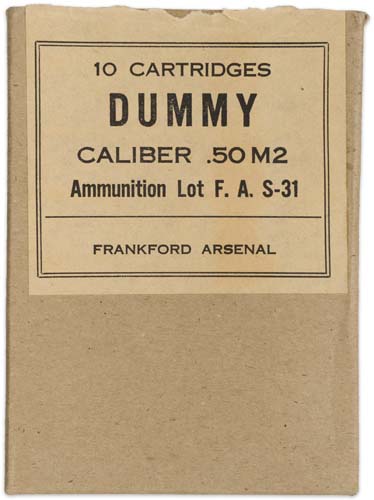 10 CARTRIDGES
DUMMY
CALIBER .50 M2
Ammunition Lot F. A. S-31
FRANKFORD ARSENAL